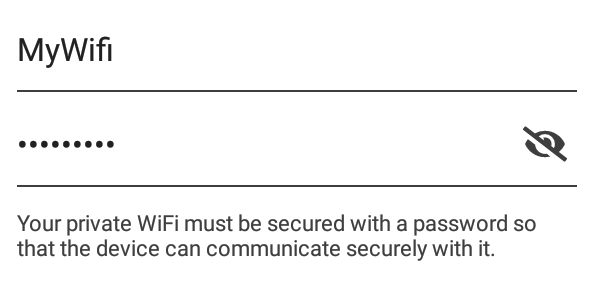 MyWifi
•••••••••
Your private WiFi must be secured with a password so
that the device can communicate securely with it.